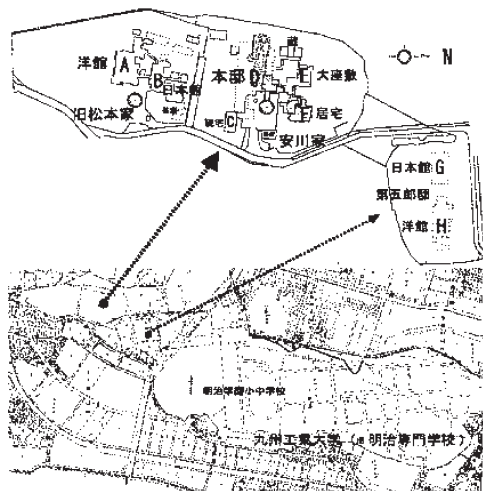 蔵
N
洋館 A
本邸 D
大座敷
B
日本館
居宅
旧松本家
C
安川家
日本館 G
第五郎邸
洋館 H
明治学園小中学校
九州工業大学(旧明治専門学校)